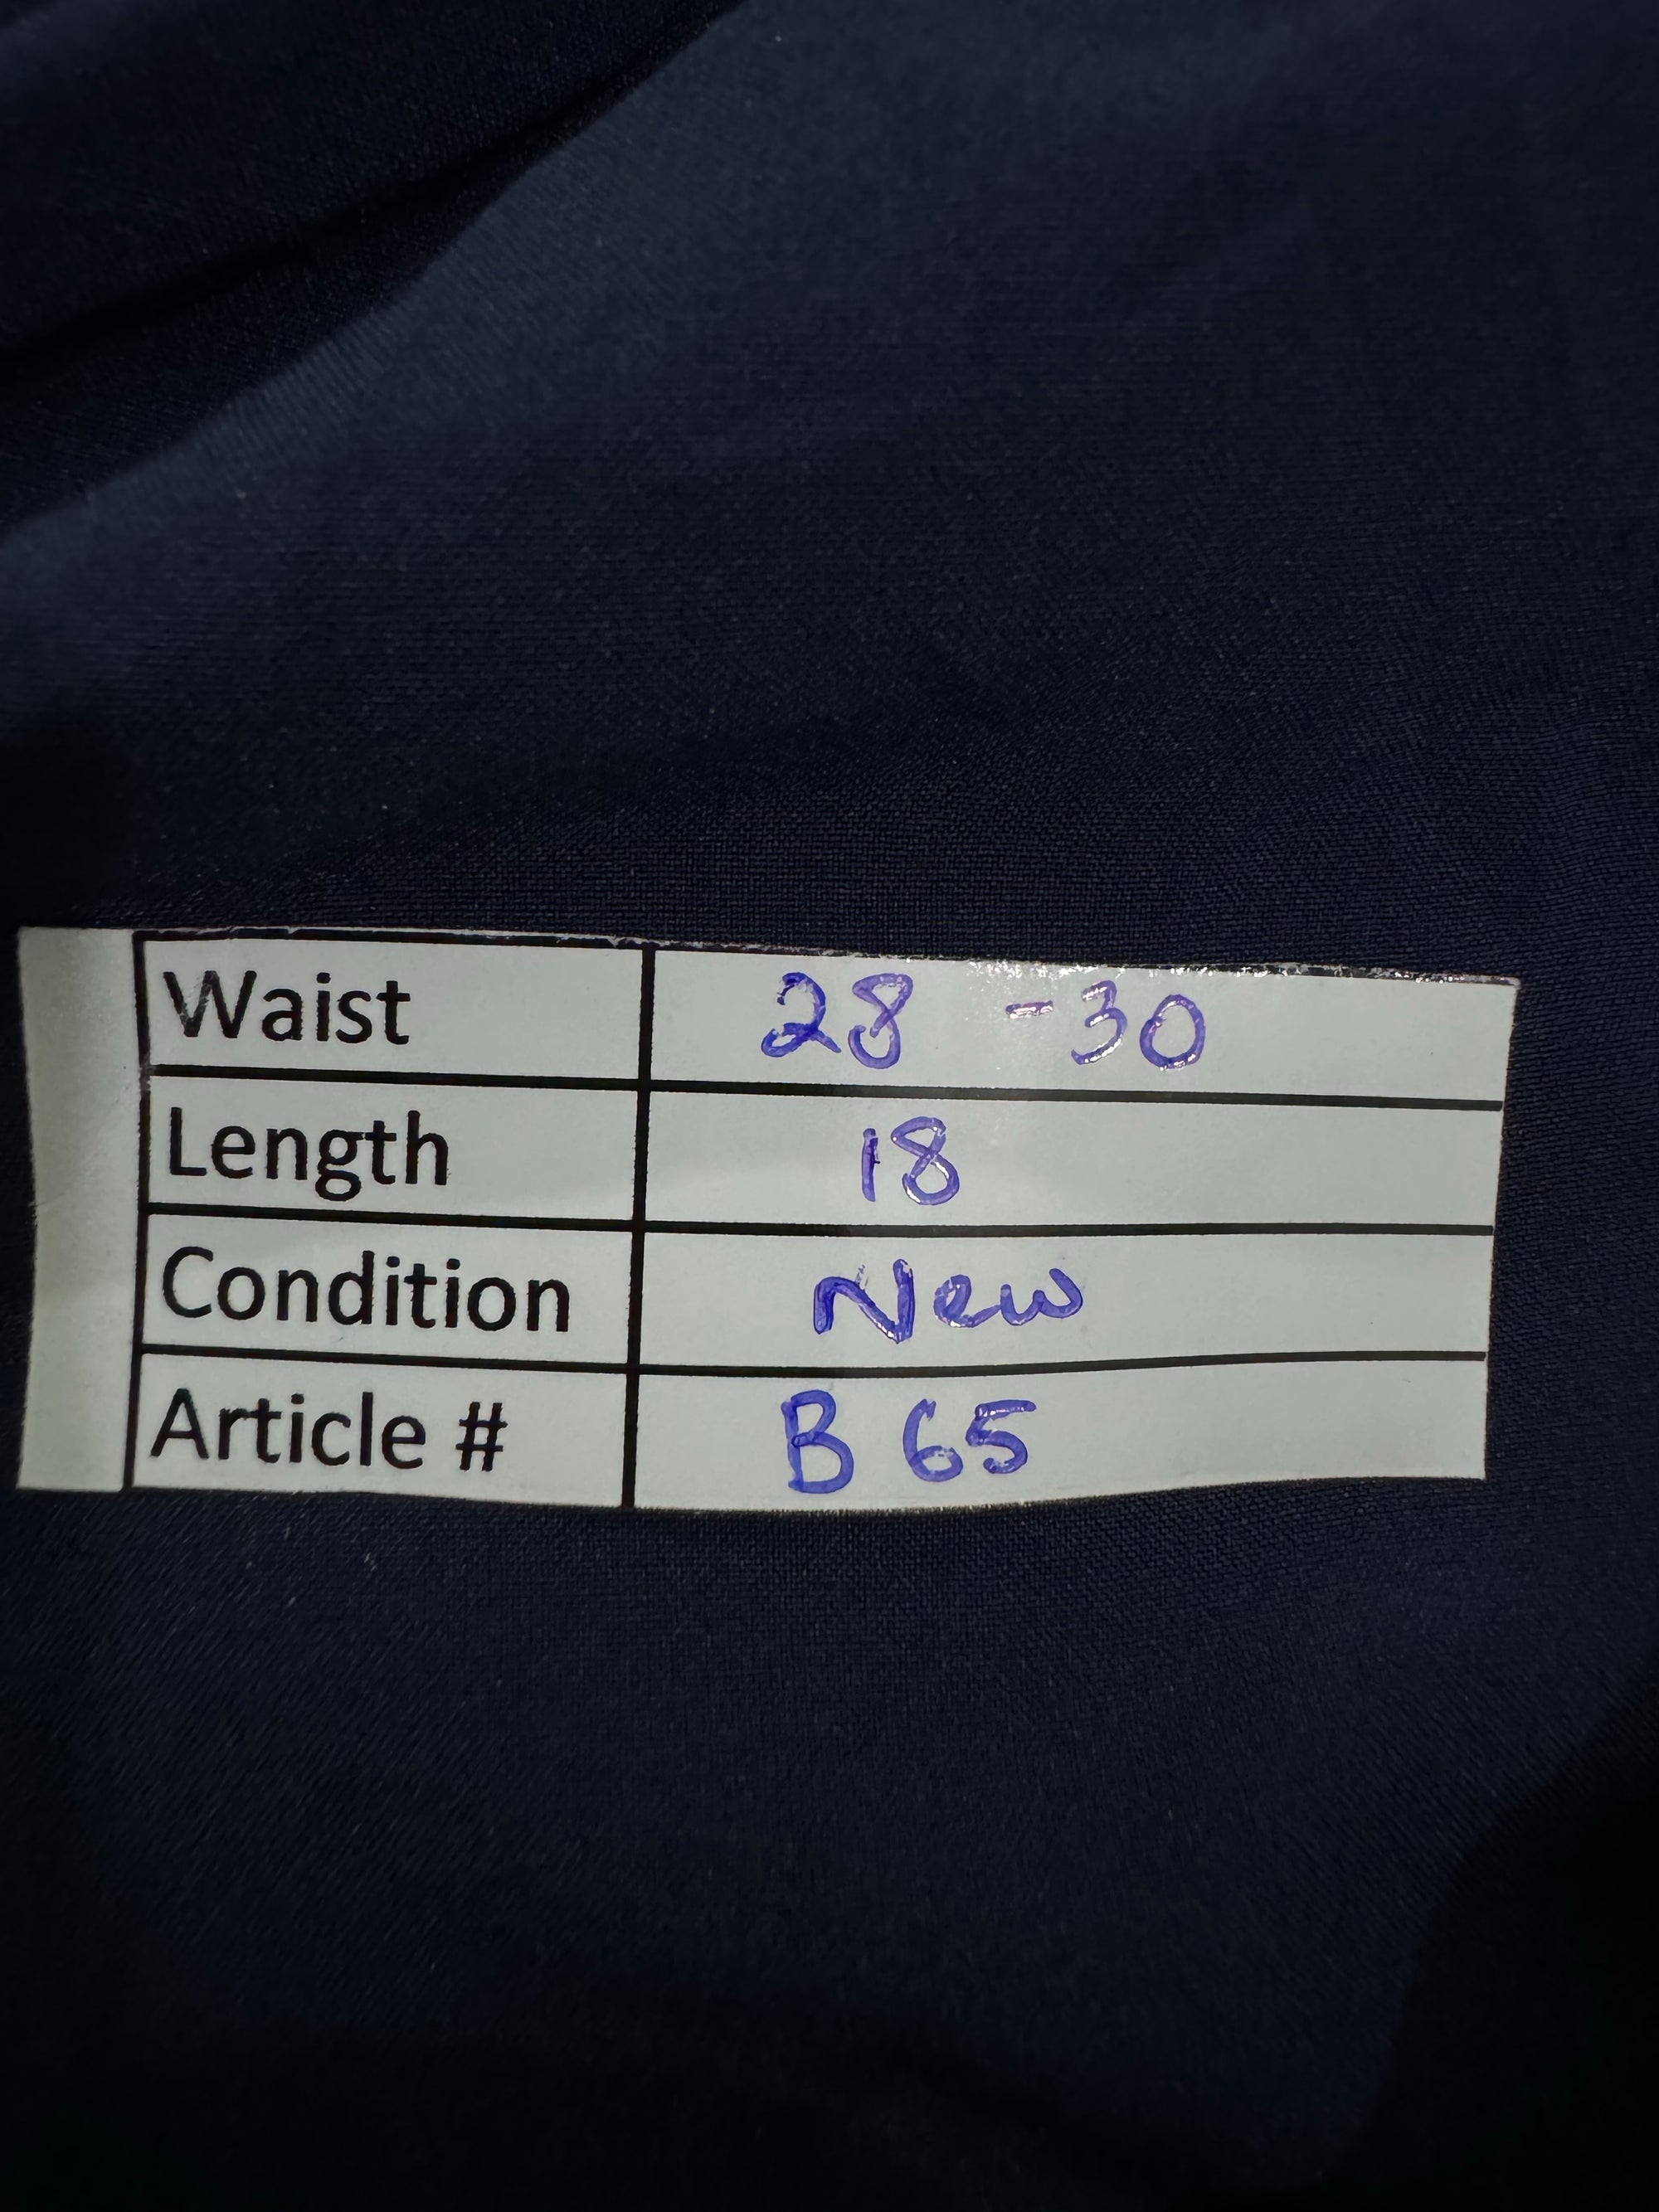 Waist 28 - 30
Length 18
Condition New
Article # B 65